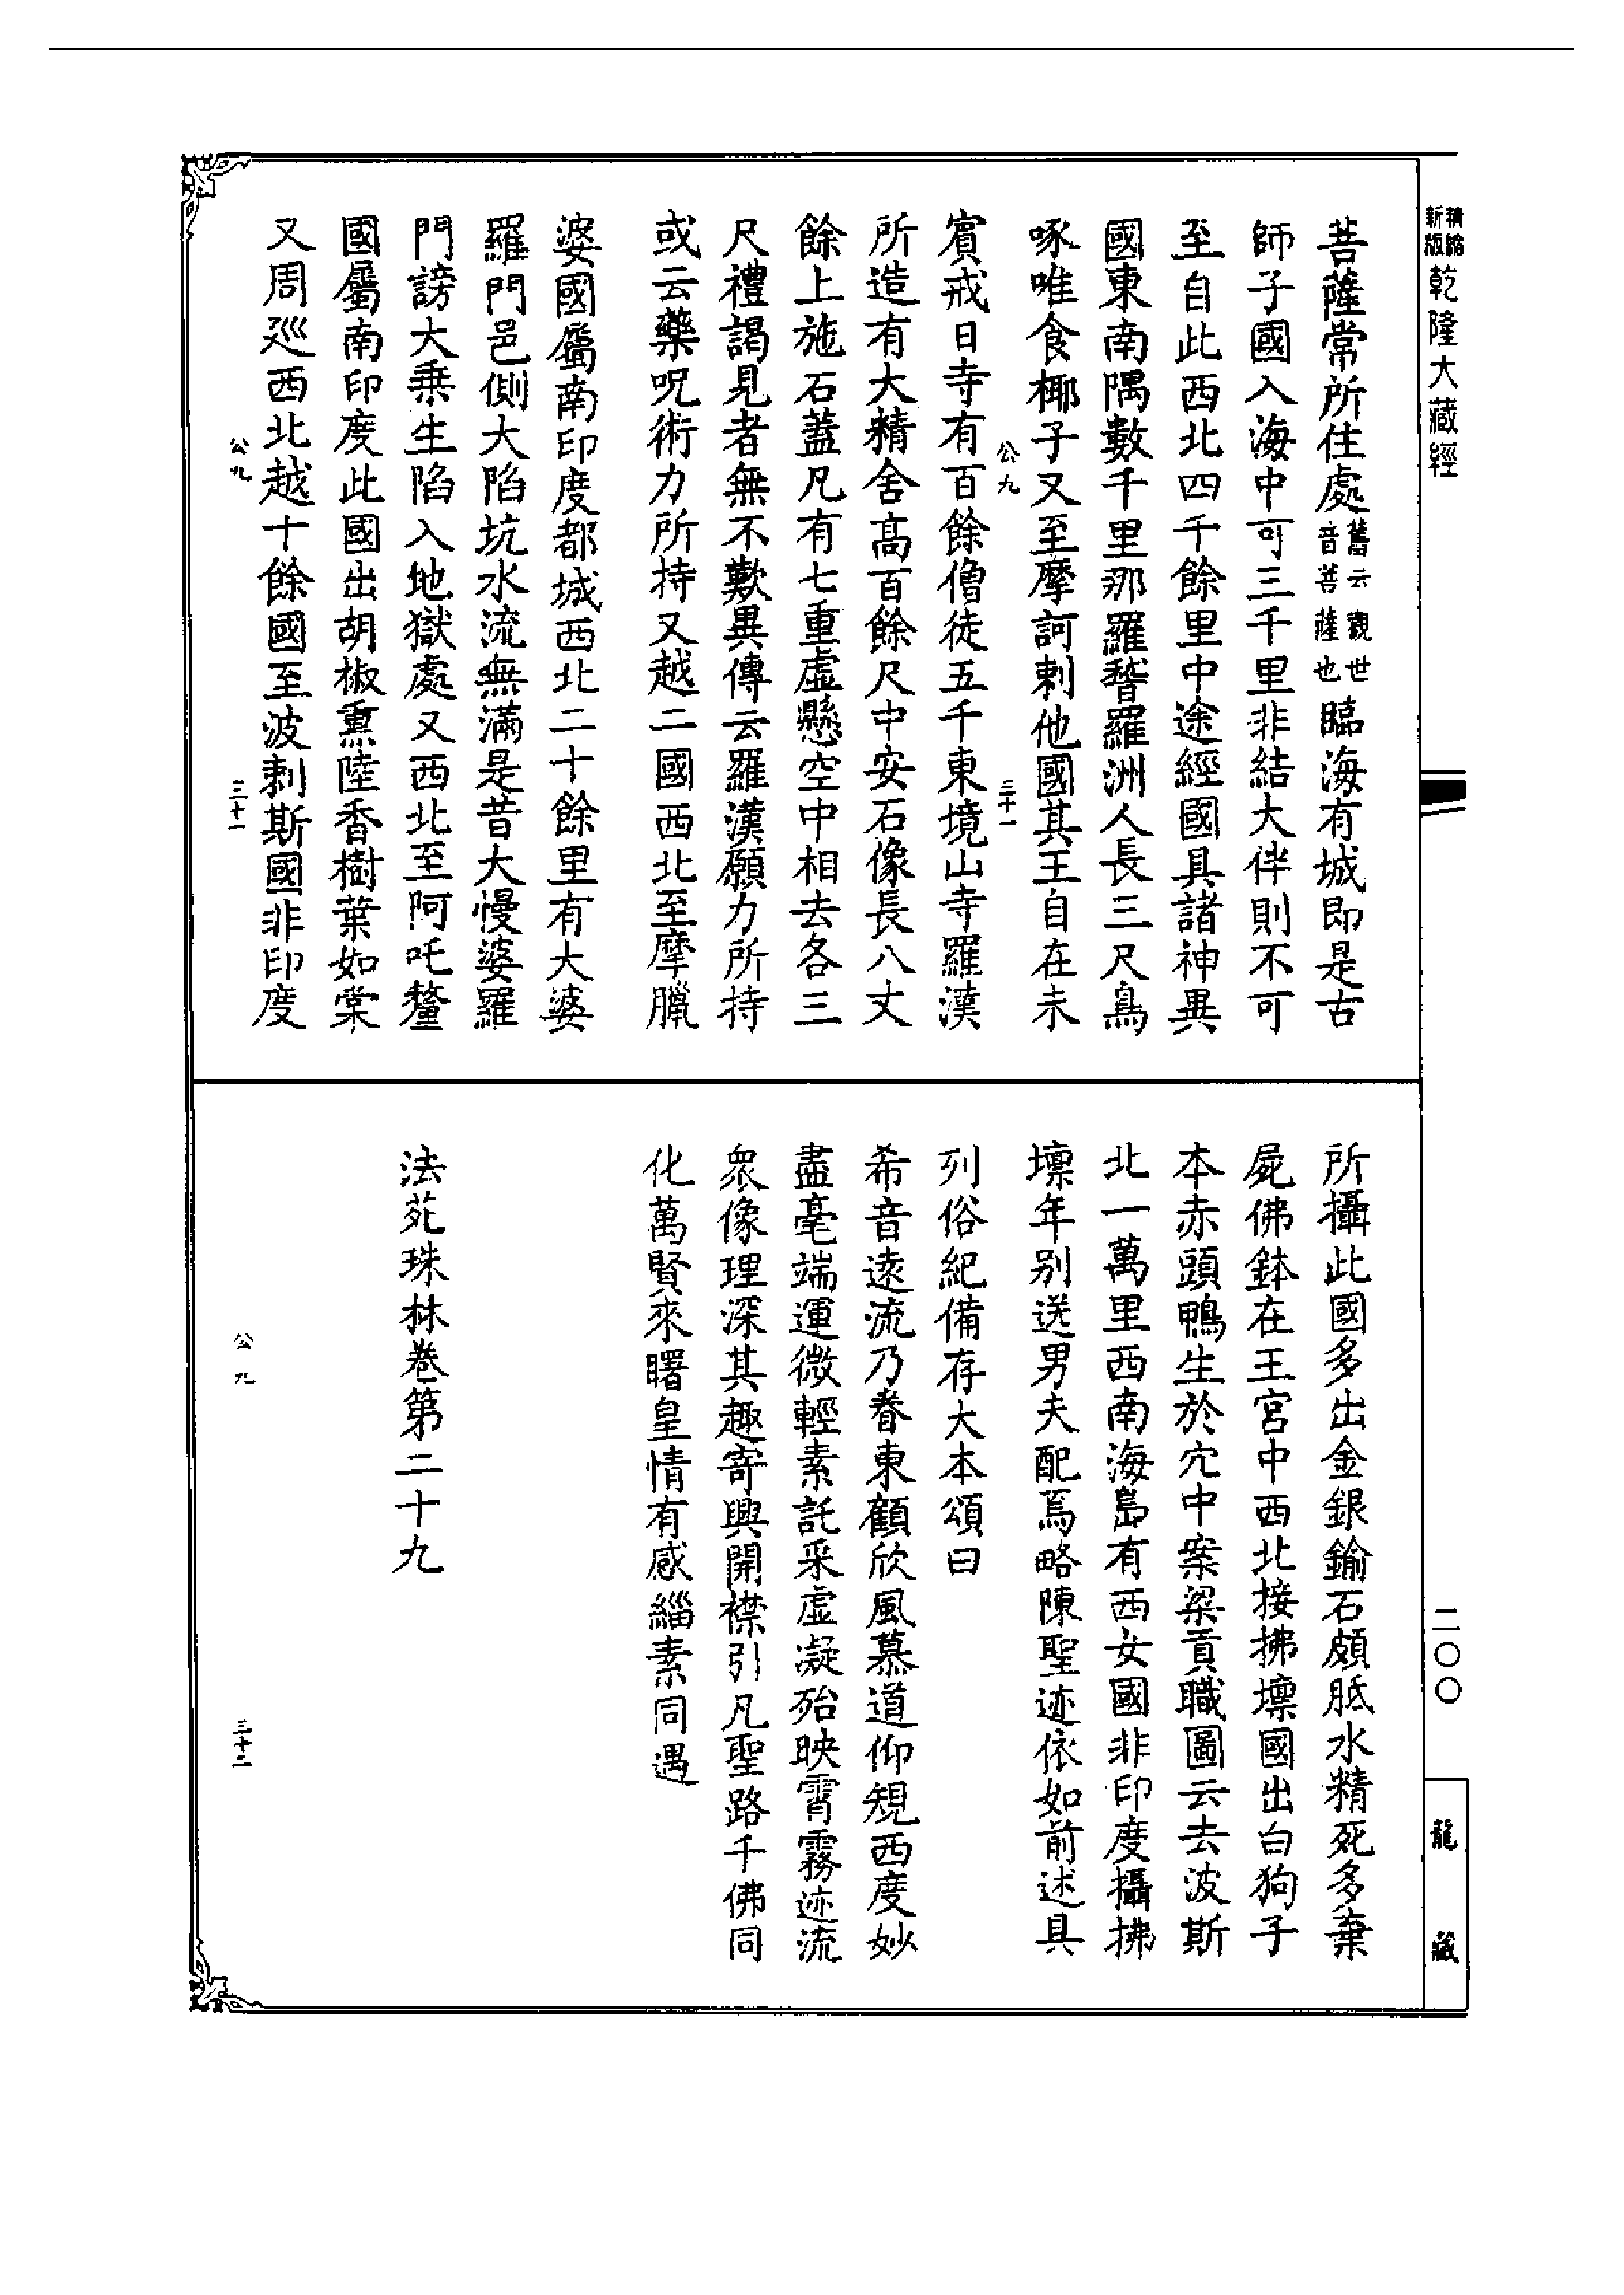 新版精縮乾隆大藏經
菩薩常所住處舊云觀世音菩薩也臨海有城即是古
師子國入海中可三千里非結大伴則不可
至自此西北四千餘里中途經國具諸神異
國東南隅數千里那羅稽羅洲人長三尺鳥
啄唯食椰子又至摩訶剌他國其王自在未
公九 三十一
賓戒日寺有百餘僧徒五千東境山寺羅漢
所造有大精舍高百餘尺中安石像長八丈
餘上施石蓋凡有七重虛懸空中相去各三
尺禮謁見者無不歎異傳云羅漢願力所持
或云藥呪術力所持又越二國西北至摩臘
婆國屬南印度都城西北二十餘里有大婆
羅門邑側大陷坑水流無滿是昔大慢婆羅
門謗大乗生陷入地獄處又西北至阿吒釐
國屬南印度此國出胡椒熏陸香樹葉如棠
又周巡西北越十餘國至波剌斯國非印度
公九 三十一
所攝此國多出金銀鍮石頗胝水精死多棄
屍佛鉢在王宮中西北接拂壈國出白狗子
本赤頭鴨生於穴中案梁貢職圖云去波斯
北一萬里西南海島有西女國非印度攝拂
壈年別送男夫配焉略陳聖迹依如前述具
列俗紀備存大本頌曰
希音遠流乃眷東顧欣風慕道仰規西度妙
盡毫端運微輕素託采虛凝殆映霄霧迹流
衆像理深其趣寄興開襟引凡聖路千佛同
化萬賢來曙皇情有感緇素同遇
法苑珠林卷第二十九
公九 三十二
二〇〇
龍藏